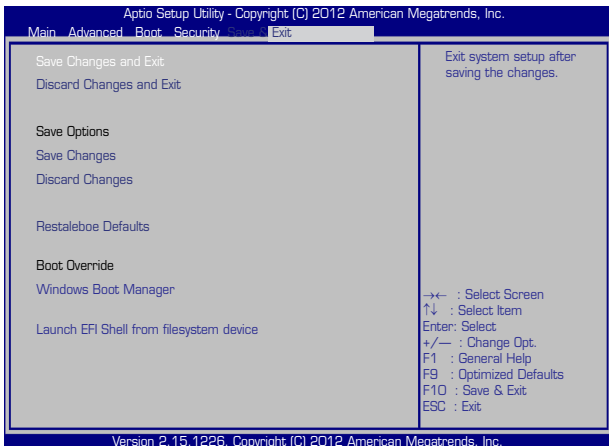 Aptio Setup Utility - Copyright (C) 2012 American Megatrends, Inc.
Main Advanced Boot Security Save & Exit
Save Changes and Exit
Discard Changes and Exit
Save Options
Save Changes
Discard Changes
Restaleboe Defaults
Boot Override
Windows Boot Manager
Launch EFI Shell from filesystem device
Exit system setup after
saving the changes.
→← : Select Screen
↑↓ : Select Item
Enter: Select
+/— : Change Opt.
F1 : General Help
F9 : Optimized Defaults
F10 : Save & Exit
ESC : Exit
Version 2.15.1226. Copyright (C) 2012 American Megatrends, Inc.